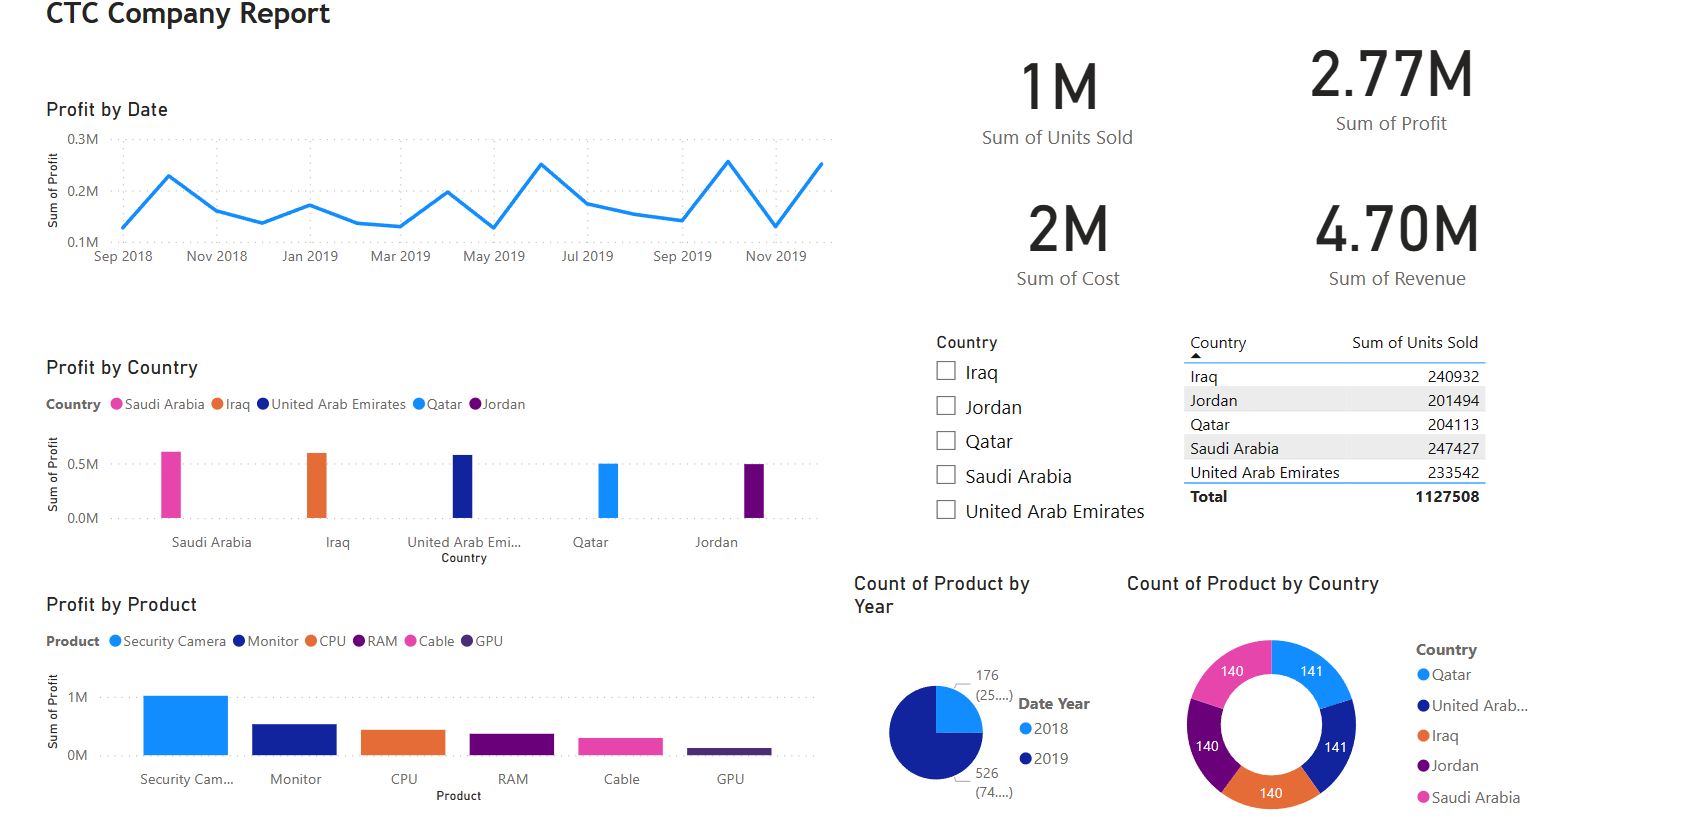 CTC Company Report
Profit by Date
Sum of Profit
0.3M
0.2M
0.1M
Sep 2018 Nov 2018 Jan 2019 Mar 2019 May 2019 Jul 2019 Sep 2019 Nov 2019
1M
Sum of Units Sold
2.77M
Sum of Profit
2M
Sum of Cost
4.70M
Sum of Revenue
Profit by Country
Country Saudi Arabia Iraq United Arab Emirates Qatar Jordan
Sum of Profit
0.5M
0.0M
Saudi Arabia Iraq United Arab Emi... Qatar Jordan
Country
Country
Iraq
Jordan
Qatar
Saudi Arabia
United Arab Emirates
Country Sum of Units Sold
Iraq 240932
Jordan 201494
Qatar 204113
Saudi Arabia 247427
United Arab Emirates 233542
Total 1127508
Profit by Product
Product Security Camera Monitor CPU RAM Cable GPU
Sum of Profit
1M
0M
Security Cam... Monitor CPU RAM Cable GPU
Product
Count of Product by
Year
176
(25....)
526
(74....)
Date Year
2018
2019
Count of Product by Country
140 141
140 141
140
Country
Qatar
United Arab...
Iraq
Jordan
Saudi Arabia